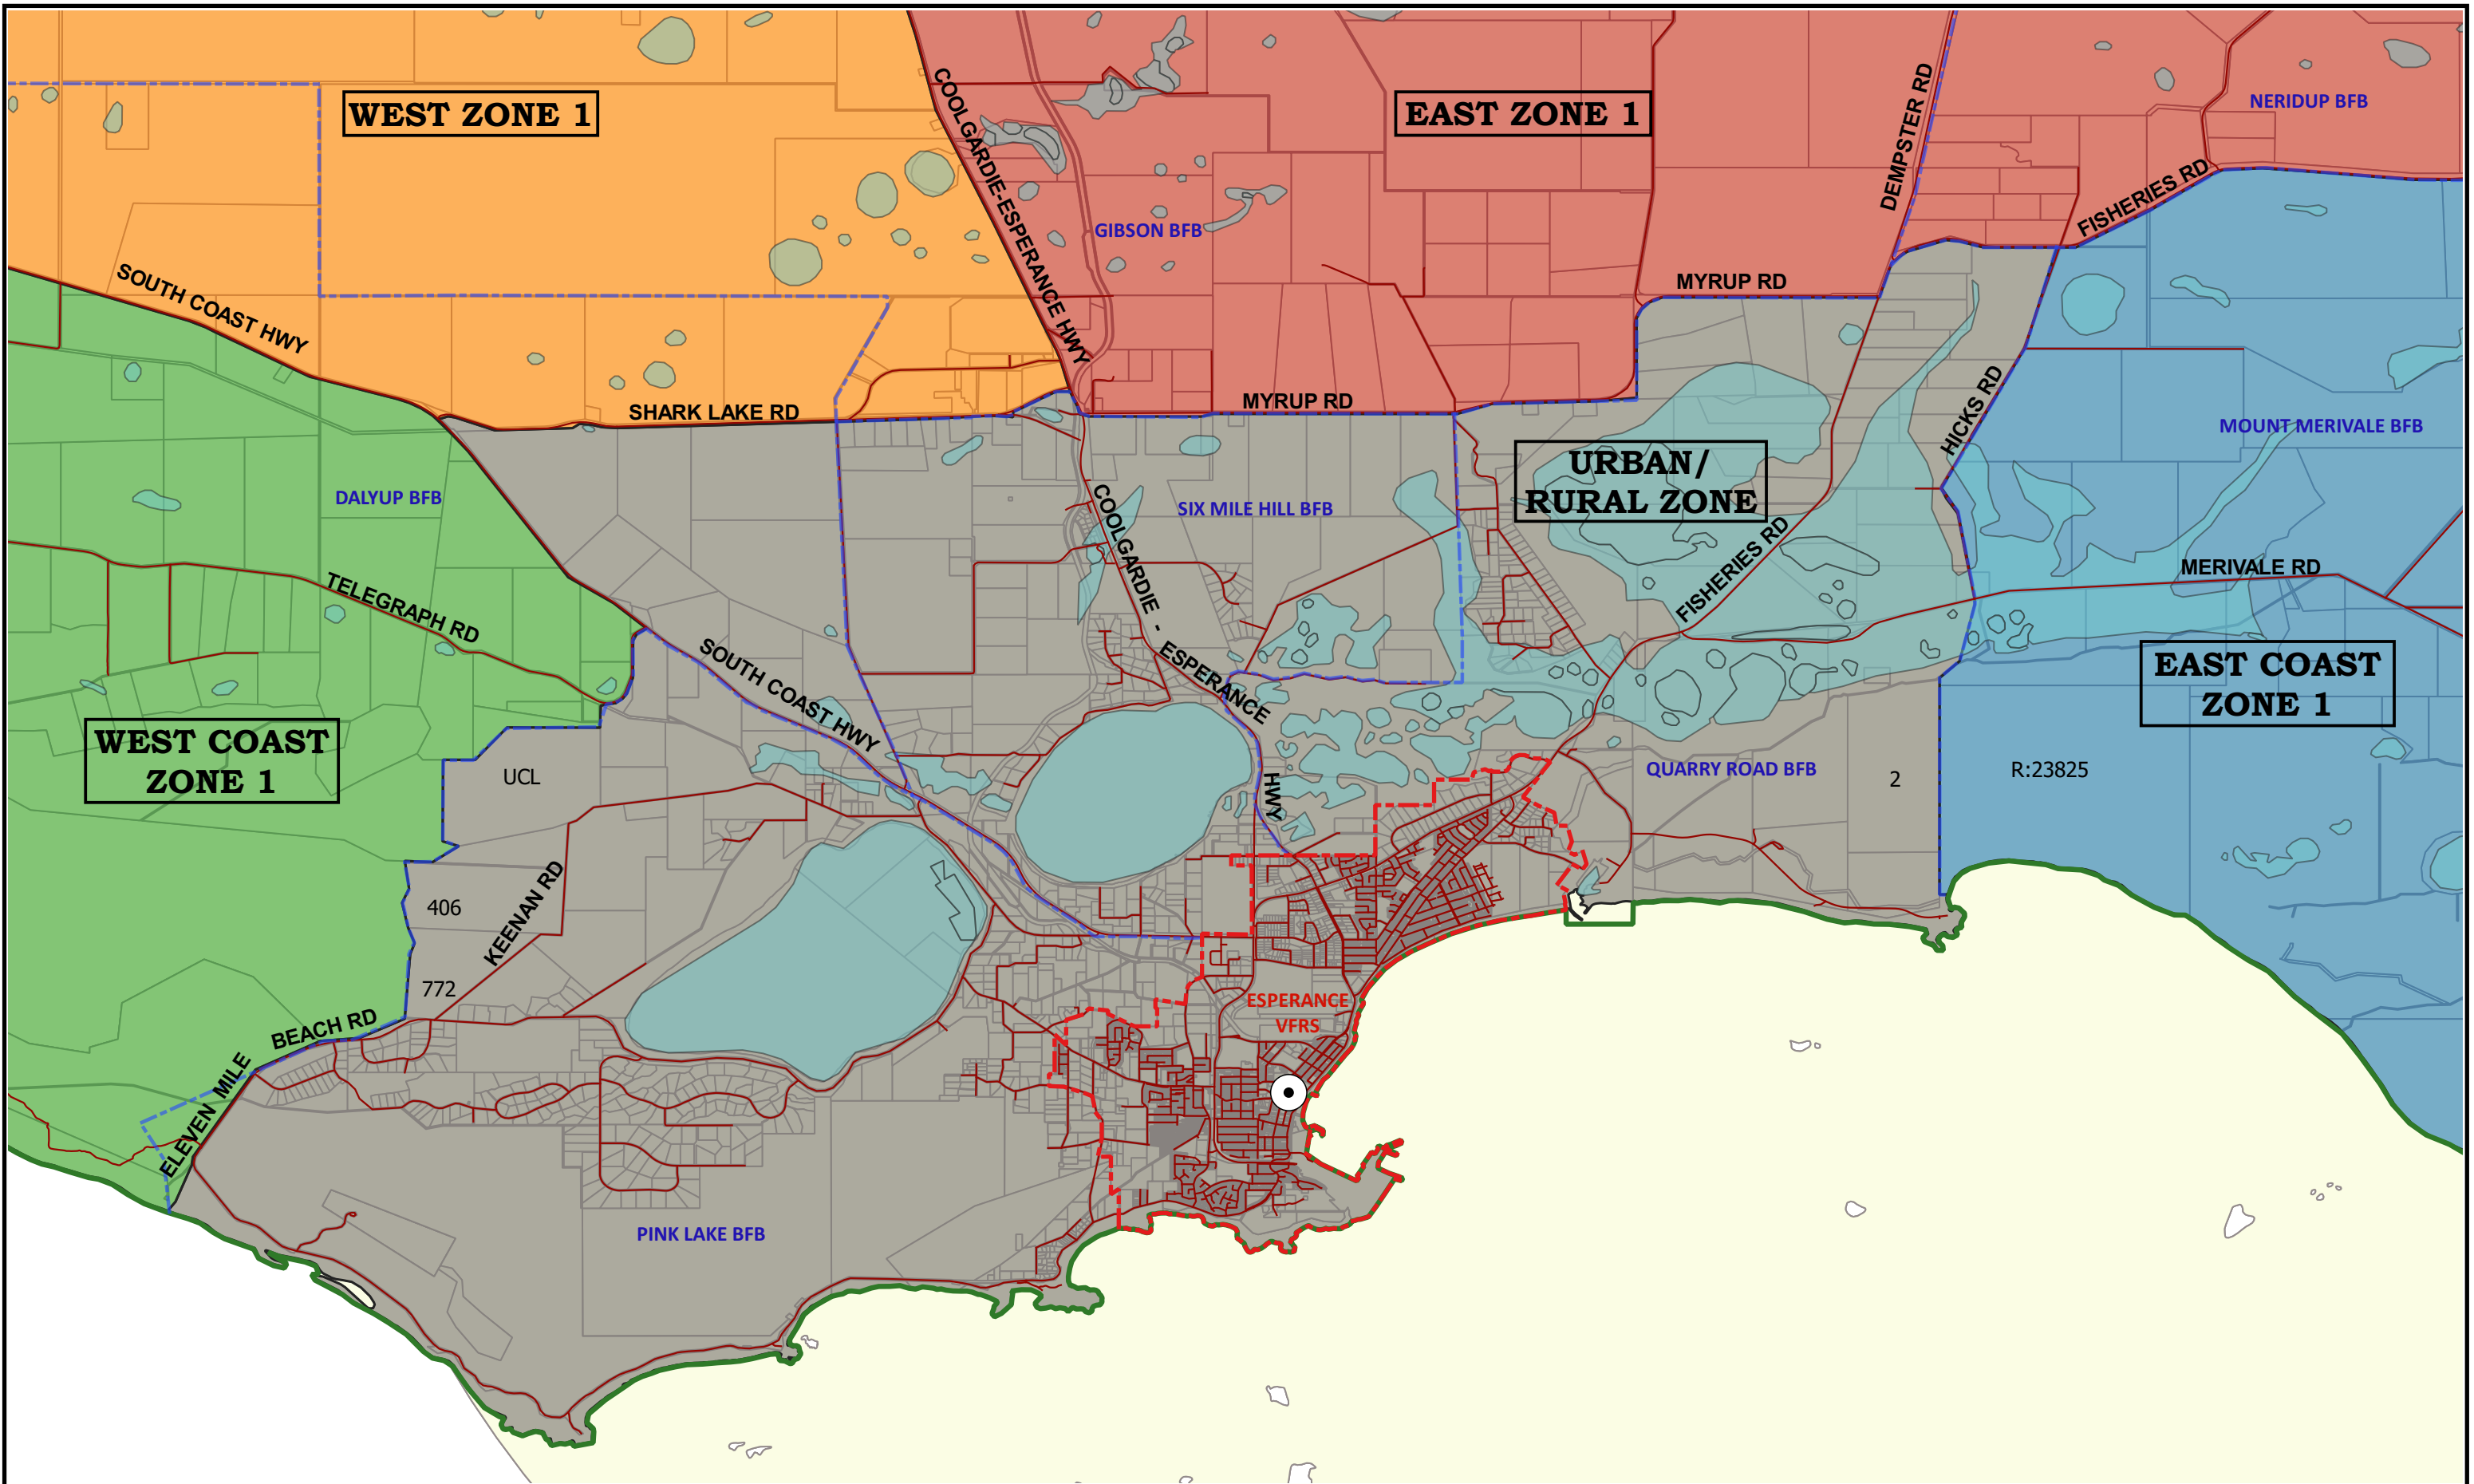 WEST ZONE 1
EAST ZONE 1
NERIDUP BFB
COOLGARDIE-ESPERANCE HWY
DEMPSTER RD
FISHERIES RD
GIBSON BFB
SOUTH COAST HWY
MYRUP RD
SHARK LAKE RD
MYRUP RD
HICKS RD
MOUNT MERIVALE BFB
URBAN/
RURAL ZONE
DALYUP BFB
SIX MILE HILL BFB
COOLGARDIE - ESPERANCE HWY
FISHERIES RD
MERIVALE RD
TELEGRAPH RD
SOUTH COAST HWY
EAST COAST
ZONE 1
WEST COAST
ZONE 1
UCL
QUARRY ROAD BFB
2
R:23825
406
KEENAN RD
772
ESPERANCE
VFRS
ELEVEN MILE BEACH RD
PINK LAKE BFB